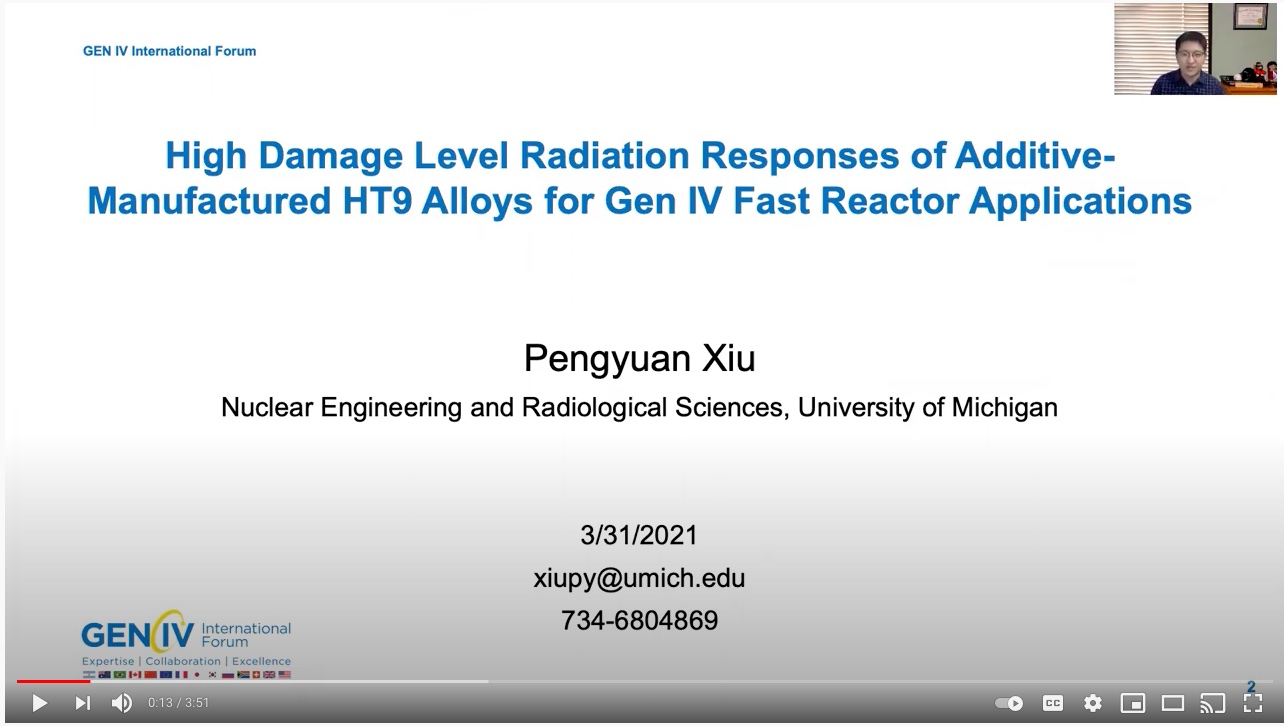 GEN IV International Forum
High Damage Level Radiation Responses of Additive-
Manufactured HT9 Alloys for Gen IV Fast Reactor Applications
Pengyuan Xiu
Nuclear Engineering and Radiological Sciences, University of Michigan
3/31/2021
xiupy@umich.edu
734-6804869
GEN IV International
Forum
Expertise | Collaboration | Excellence
2
0:13 / 3:51
CC